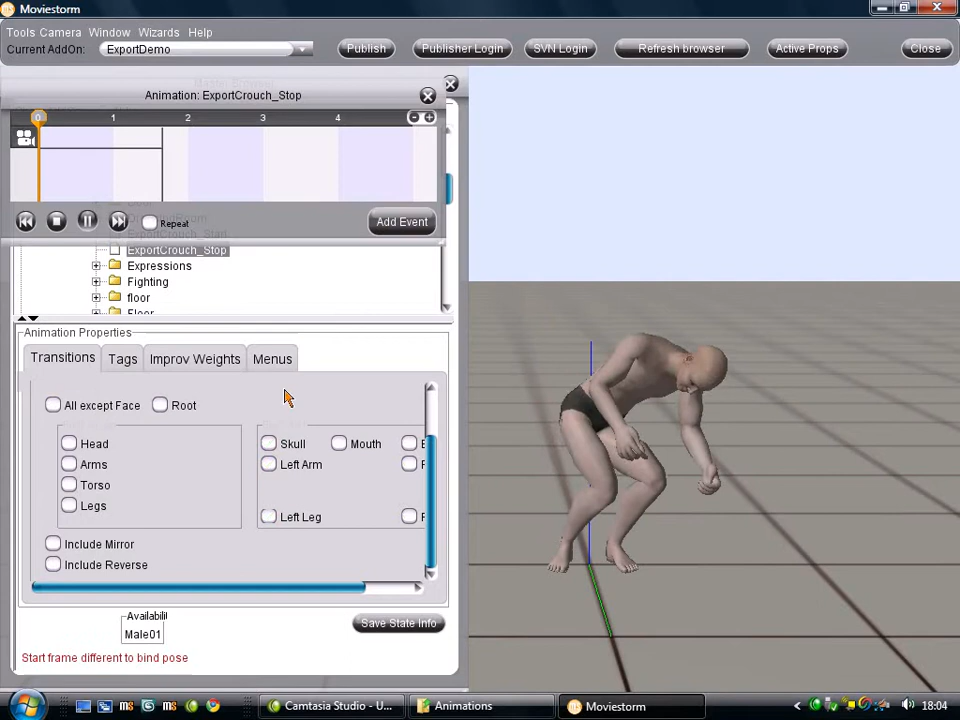 Moviestorm
Tools Camera Window Wizards Help
Current AddOn: ExportDemo Publish Publisher Login SVN Login Refresh browser Active Props Close
Animation: ExportCrouch_Stop
0 1 2 3 4
Repeat Add Event
ExportCrouch_Stop
Expressions
Fighting
floor
Animation Properties
Transitions Tags Improv Weights Menus
All except Face Root
Head Skull Mouth
Arms Left Arm
Torso
Legs Left Leg
Include Mirror
Include Reverse
Male01 Save State Info
Start frame different to bind pose
Camtasia Studio - U... Animations Moviestorm 18:04